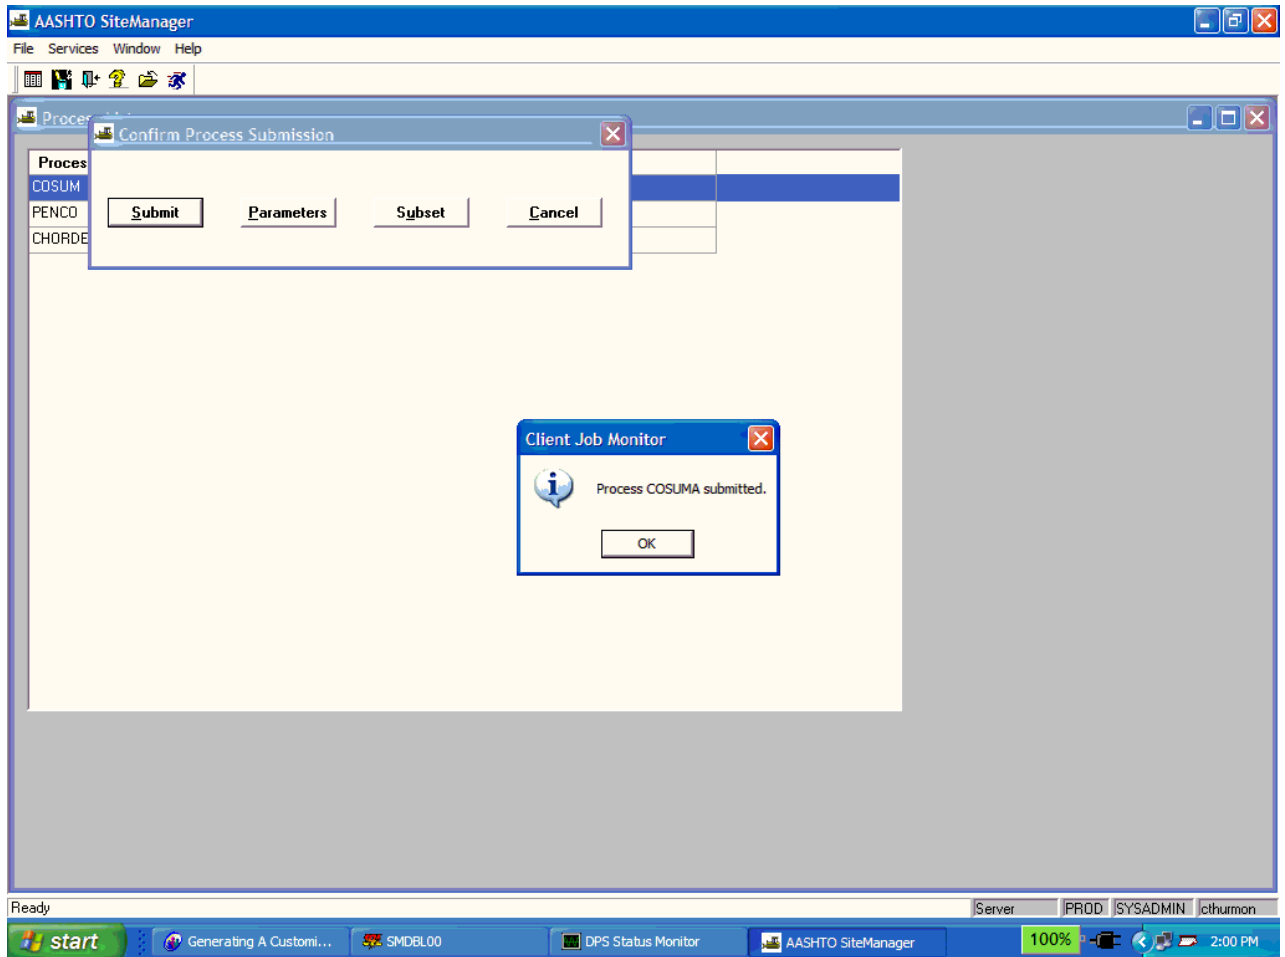 AASHTO SiteManager
File Services Window Help
Confirm Process Submission
Proces
COSUM
PENCO
CHORDE
Submit Parameters Subset Cancel
Client Job Monitor
Process COSUMA submitted.
OK
Ready Server PROD SYSADMIN cthurmon
start Generating A Customi... SMDBL00 DPS Status Monitor AASHTO SiteManager 100% 2:00 PM